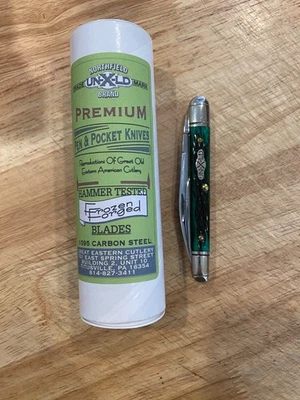 NORTHFIELD
UN-X-LD
TRADE MARK
BRAND
PREMIUM
PEN & POCKET KNIVES
Reproductions Of Great Old
Eastern American Cutlery
HAMMER TESTED
Frozen
Forged
BLADES
1095 CARBON STEEL
GREAT EASTERN CUTLERY
EAST SPRING STREET
BUILDING 2, UNIT 10
TITUSVILLE, PA 16354
814-827-3411